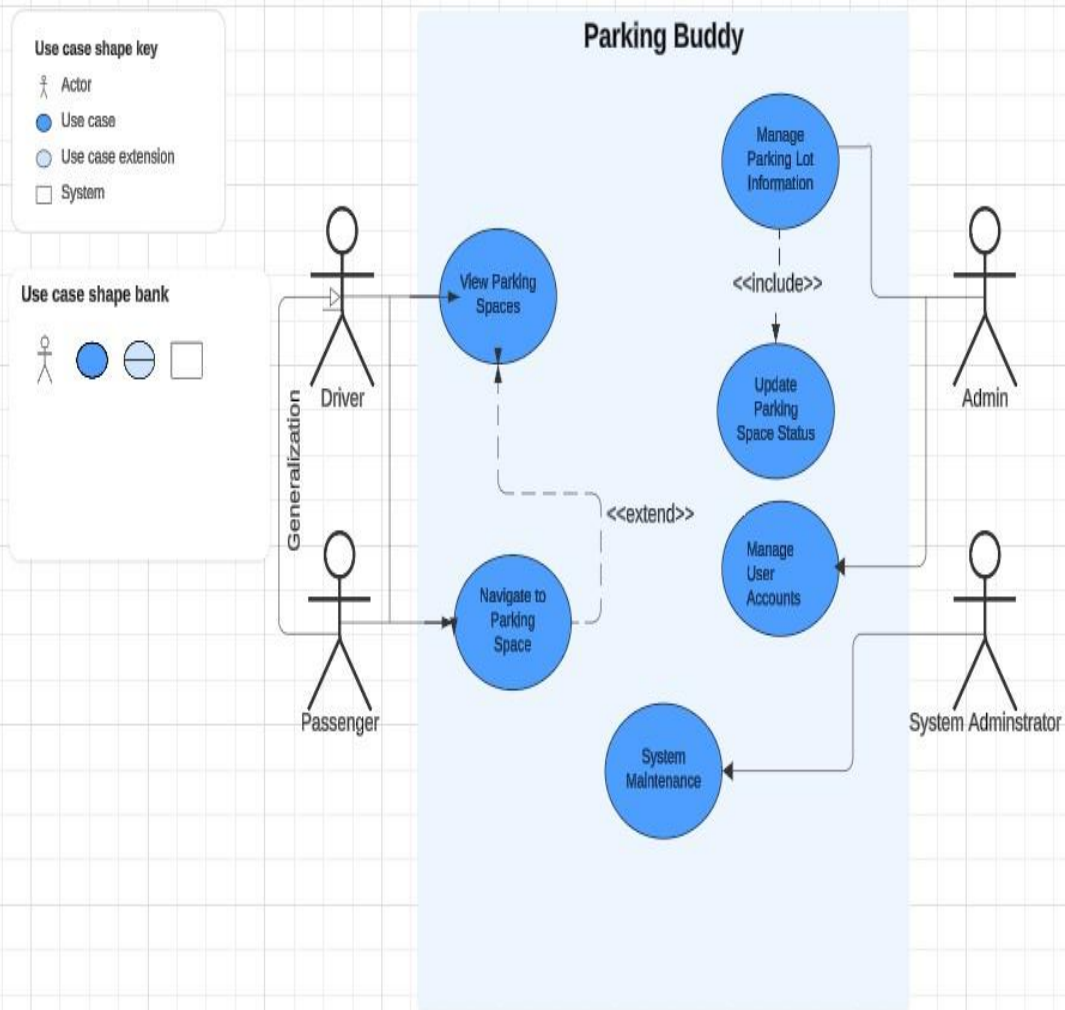 Parking Buddy
Use case shape key
Actor
Use case
Use case extension
System
Use case shape bank
Manage
Parking Lot
Information
View Parking
Spaces
<<include>>
Driver
Admin
Generalization
Update
Parking
Space Status
<<extend>>
Manage
User
Accounts
Navigate to
Parking
Space
Passenger
System Adminstrator
System
Maintenance